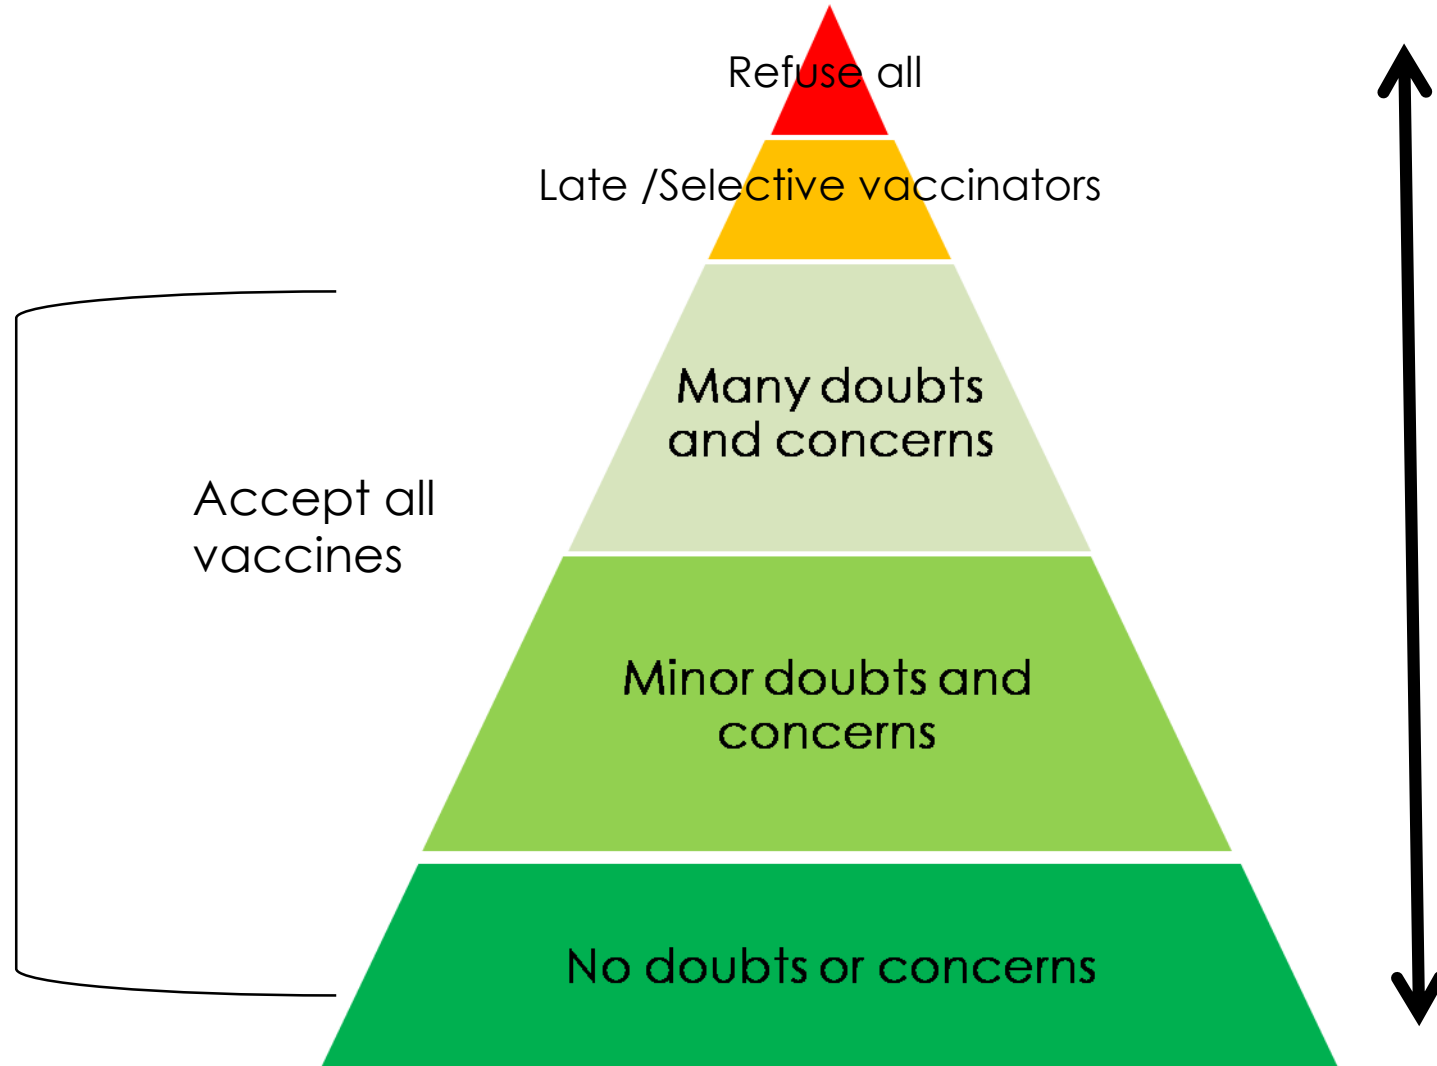 Refuse all
Late /Selective vaccinators
Many doubts
and concerns
Accept all
vaccines
Minor doubts and
concerns
No doubts or concerns